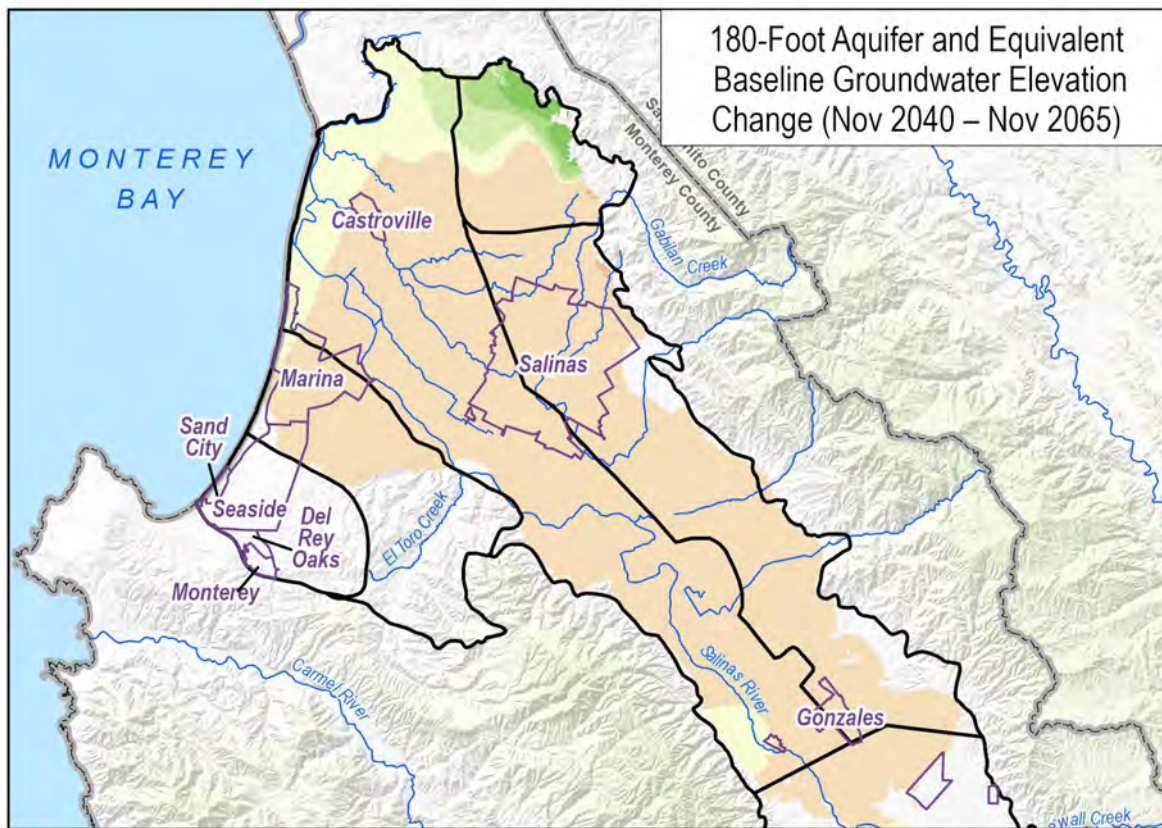 180-Foot Aquifer and Equivalent
Baseline Groundwater Elevation
Change (Nov 2040 – Nov 2065)
MONTEREY
BAY
Monterey County
Castroville
Gabilan
Creek
Salinas
Marina
Sand
City
Seaside
Del
Rey
Oaks
El Toro Creek
Monterey
Carmel River
Salinas River
Gonzales
Creek